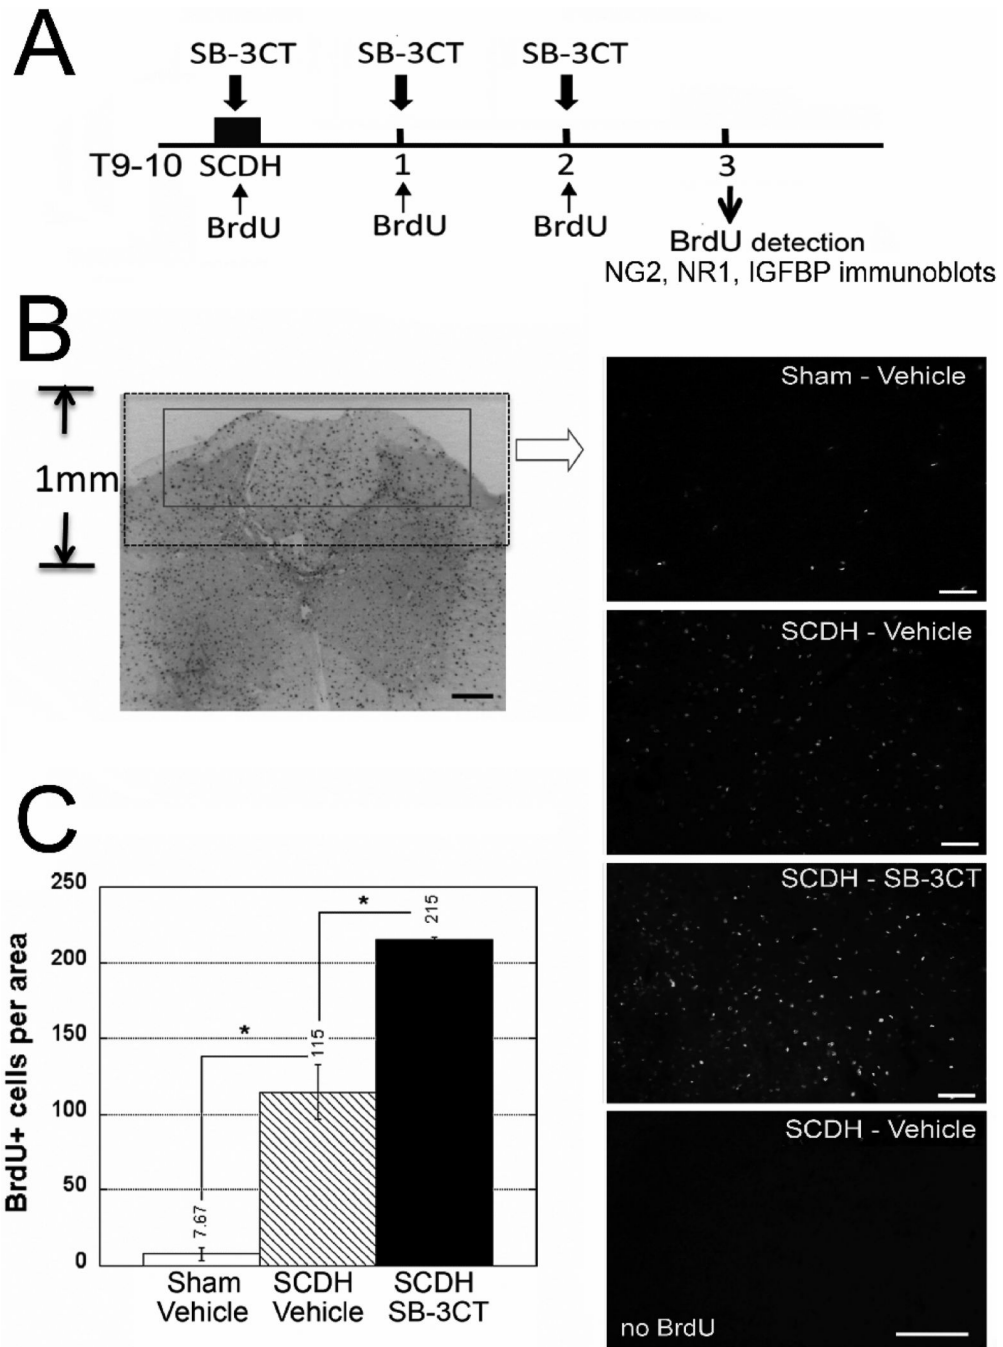 A
SB-3CT SB-3CT SB-3CT
T9-10 SCDH 1 2 3
BrdU BrdU BrdU
BrdU detection
NG2, NR1, IGFBP immunoblots
B
1mm
Sham - Vehicle
SCDH - Vehicle
SCDH - SB-3CT
SCDH - Vehicle
no BrdU
C
BrdU+ cells per area
250
200
150
100
50
0
7.67
*
115
*
215
Sham SCDH SCDH
Vehicle Vehicle SB-3CT